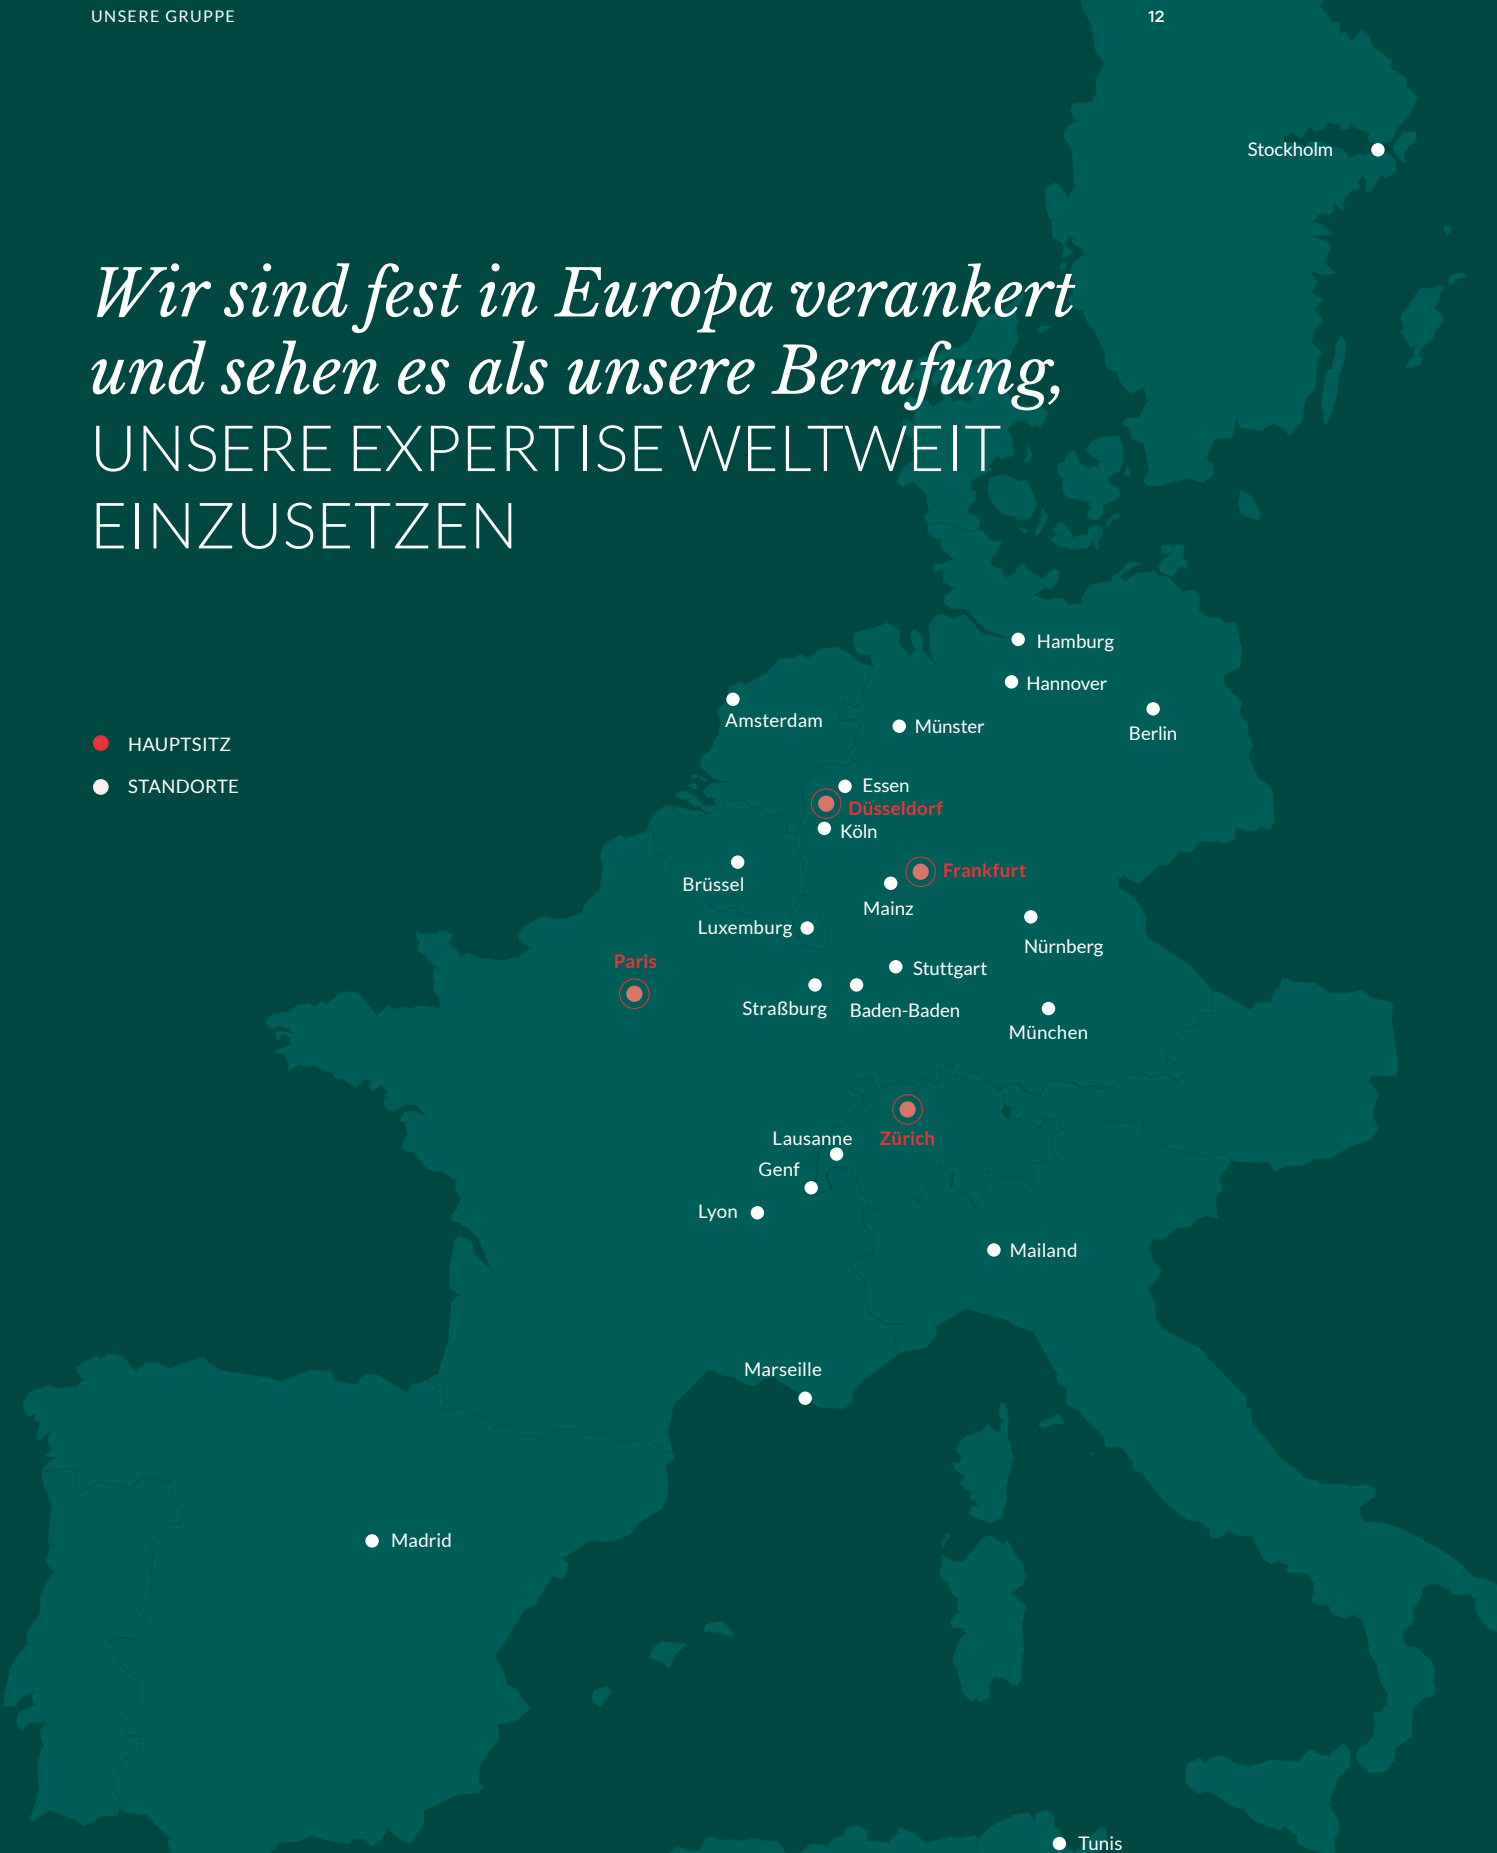 UNSERE GRUPPE
12
Stockholm
Wir sind fest in Europa verankert
und sehen es als unsere Berufung,
UNSERE EXPERTISE WELTWEIT
EINZUSETZEN
HAUPTSITZ
STANDORTE
Hamburg
Hannover
Amsterdam
Münster
Berlin
Essen
Düsseldorf
Köln
Frankfurt
Brüssel
Mainz
Luxemburg
Nürnberg
Paris
Stuttgart
Straßburg
Baden-Baden
München
Lausanne
Zürich
Genf
Lyon
Mailand
Marseille
Madrid
Tunis